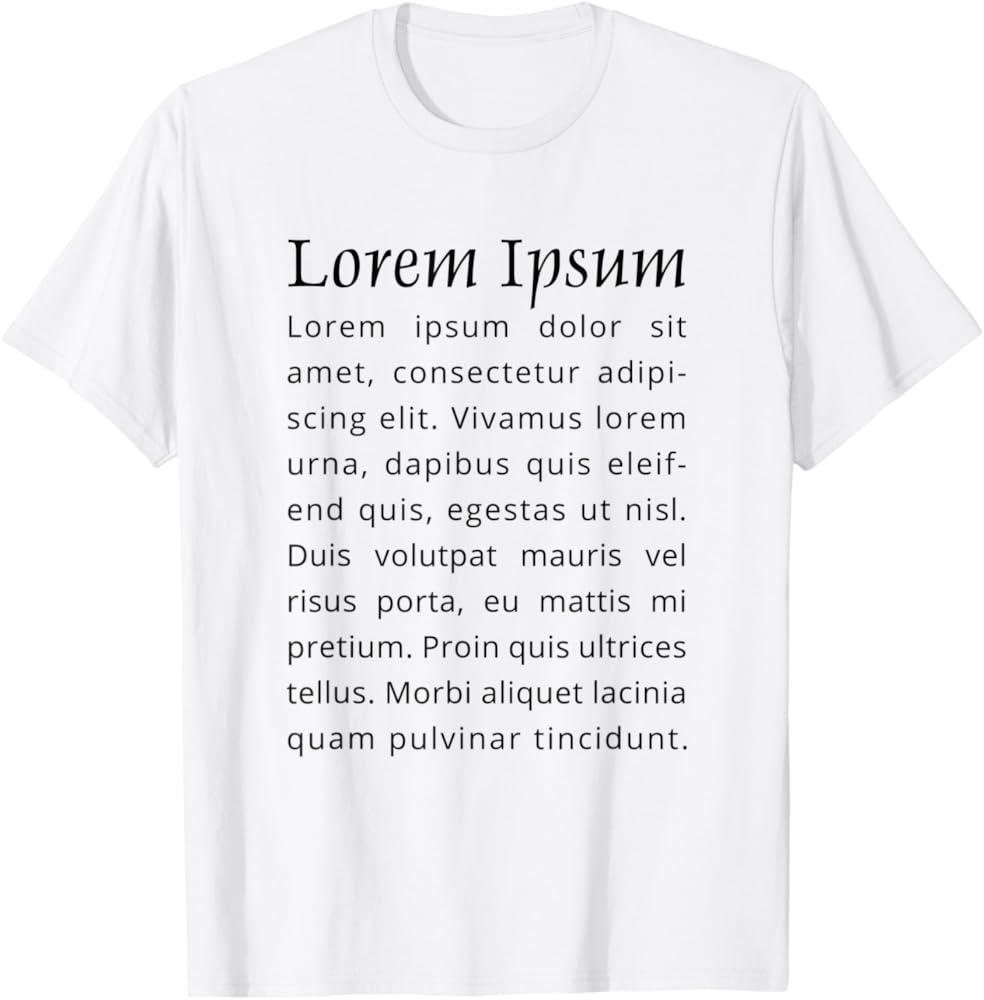 Lorem Ipsum
Lorem ipsum dolor sit
amet, consectetur adipi-
scing elit. Vivamus lorem
urna, dapibus quis eleif-
end quis, egestas ut nisl.
Duis volutpat mauris vel
risus porta, eu mattis mi
pretium. Proin quis ultrices
tellus. Morbi aliquet lacinia
quam pulvinar tincidunt.